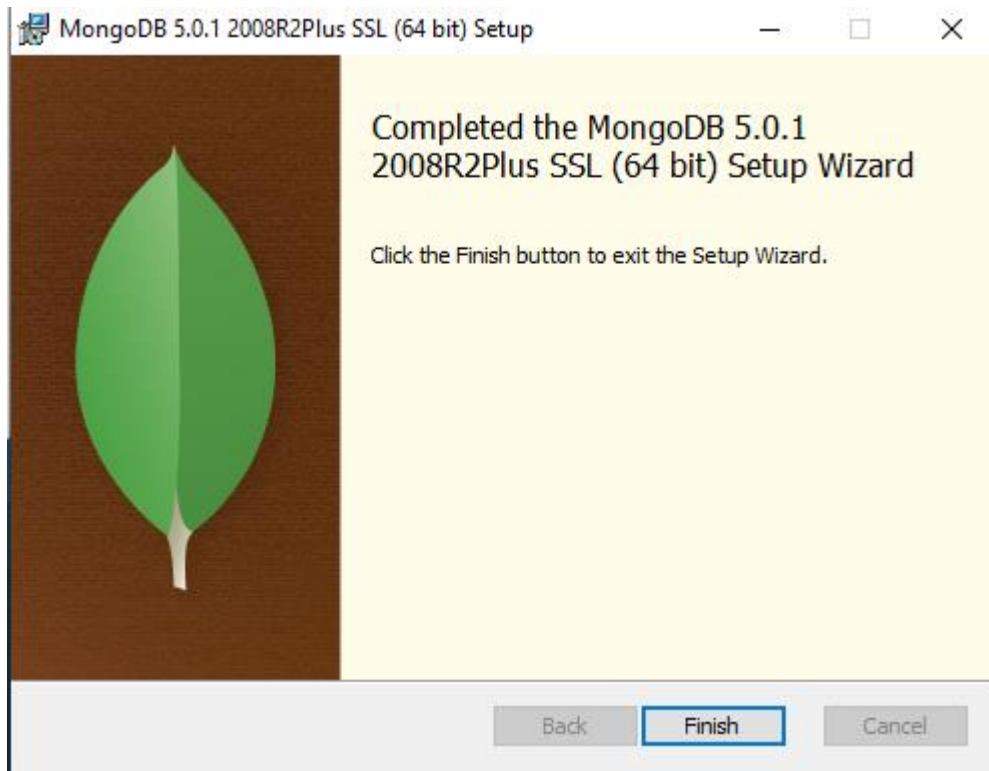 MongoDB 5.0.1 2008R2Plus SSL (64 bit) Setup
Completed the MongoDB 5.0.1
2008R2Plus SSL (64 bit) Setup Wizard
Click the Finish button to exit the Setup Wizard.
Back Finish Cancel